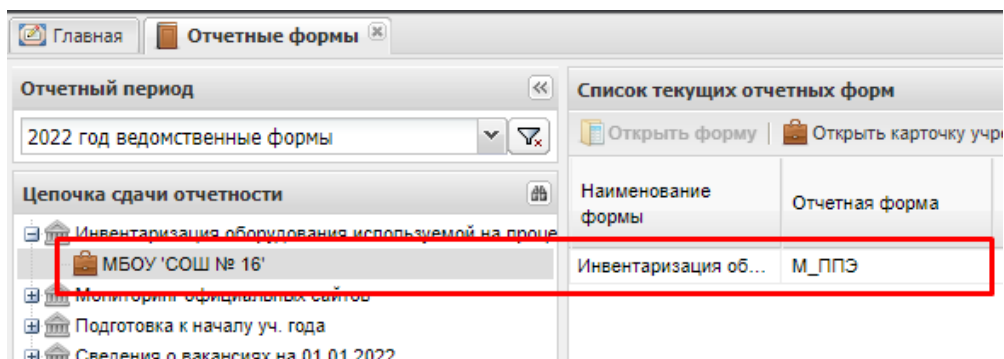 Главная
Отчетные формы
Отчетный период
2022 год ведомственные формы
Цепочка сдачи отчетности
Инвентаризация оборудования используемой на проце
МБОУ 'СОШ № 16'
Мониторинг официальных сайтов
Подготовка к началу уч. года
Сведения о вакансиях на 01.01.2022
Список текущих отчетных форм
Открыть форму | Открыть карточку учре
Наименование
формы
Отчетная форма
Инвентаризация об... М_ППЭ